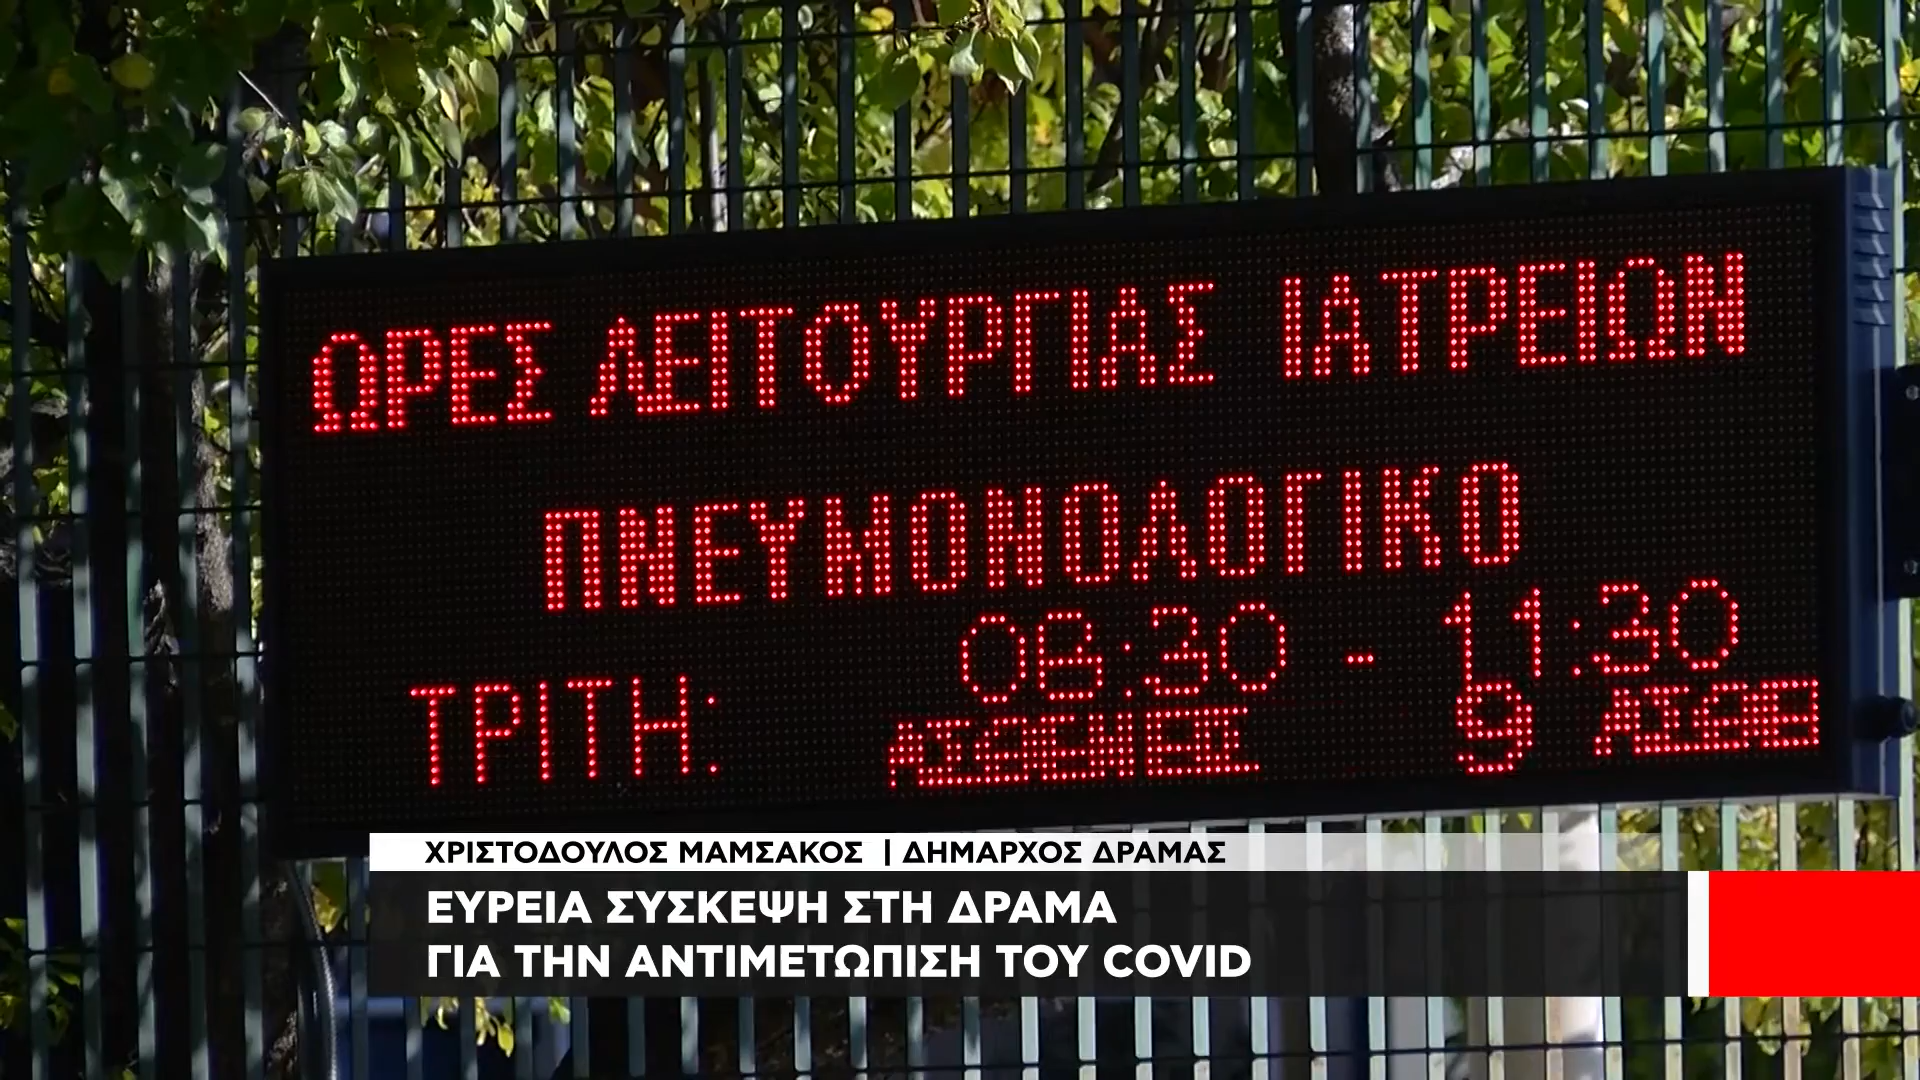 ΩΡΕΣ ΛΕΙΤΟΥΡΓΙΑΣ ΙΑΤΡΕΙΩΝ
ΠΝΕΥΜΟΝΟΛΟΓΙΚΟ
08:30 - 11:30
ΤΡΙΤΗ: 9
ΧΡΙΣΤΟΔΟΥΛΟΣ ΜΑΜΣΑΚΟΣ | ΔΗΜΑΡΧΟΣ ΔΡΑΜΑΣ
ΕΥΡΕΙΑ ΣΥΣΚΕΨΗ ΣΤΗ ΔΡΑΜΑ
ΓΙΑ ΤΗΝ ΑΝΤΙΜΕΤΩΠΙΣΗ ΤΟΥ COVID